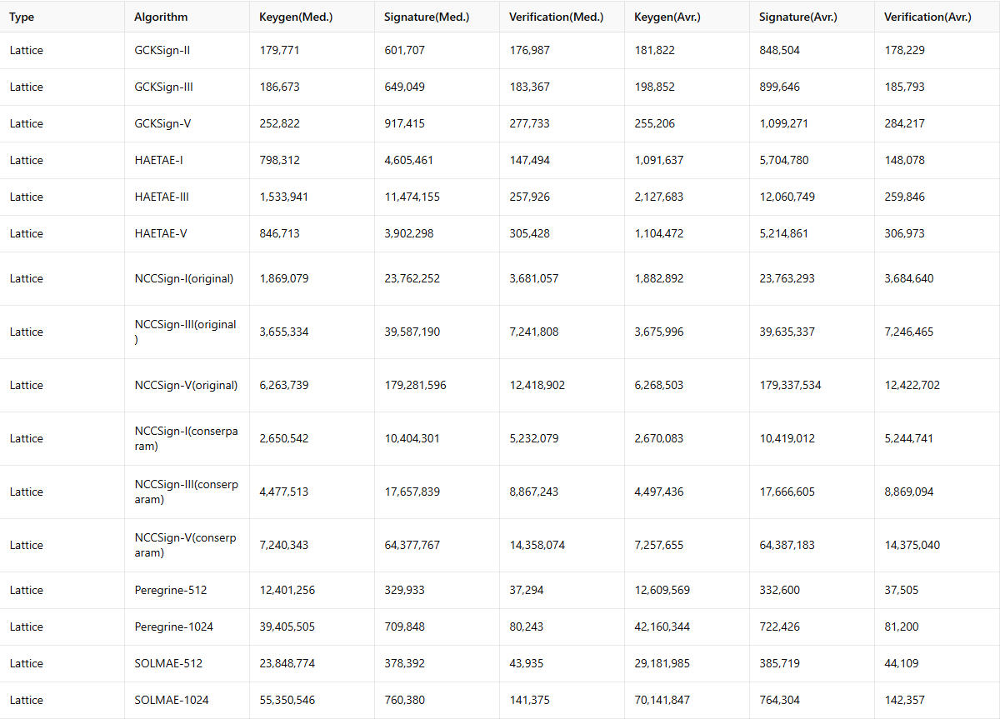 Type Algorithm Keygen(Med.) Signature(Med.) Verification(Med.) Keygen(Avr.) Signature(Avr.) Verification(Avr.)
Lattice GCKSign-II 179,771 601,707 176,987 181,822 848,504 178,229
Lattice GCKSign-III 186,673 649,049 183,367 198,852 899,646 185,793
Lattice GCKSign-V 252,822 917,415 277,733 255,206 1,099,271 284,217
Lattice HAETAE-I 798,312 4,605,461 147,494 1,091,637 5,704,780 148,078
Lattice HAETAE-III 1,533,941 11,474,155 257,926 2,127,683 12,060,749 259,846
Lattice HAETAE-V 846,713 3,902,298 305,428 1,104,472 5,214,861 306,973
Lattice NCCSign-I(original) 1,869,079 23,762,252 3,681,057 1,882,892 23,763,293 3,684,640
Lattice NCCSign-III(original
) 3,655,334 39,587,190 7,241,808 3,675,996 39,635,337 7,246,465
Lattice NCCSign-V(original) 6,263,739 179,281,596 12,418,902 6,268,503 179,337,534 12,422,702
Lattice NCCSign-I(conserpa
ram) 2,650,542 10,404,301 5,232,079 2,670,083 10,419,012 5,244,741
Lattice NCCSign-III(conserp
aram) 4,477,513 17,657,839 8,867,243 4,497,436 17,666,605 8,869,094
Lattice NCCSign-V(conserp
aram) 7,240,343 64,377,767 14,358,074 7,257,655 64,387,183 14,375,040
Lattice Peregrine-512 12,401,256 329,933 37,294 12,609,569 332,600 37,505
Lattice Peregrine-1024 39,405,505 709,848 80,243 42,160,344 722,426 81,200
Lattice SOLMAE-512 23,848,774 378,392 43,935 29,181,985 385,719 44,109
Lattice SOLMAE-1024 55,350,546 760,380 141,375 70,141,847 764,304 142,357